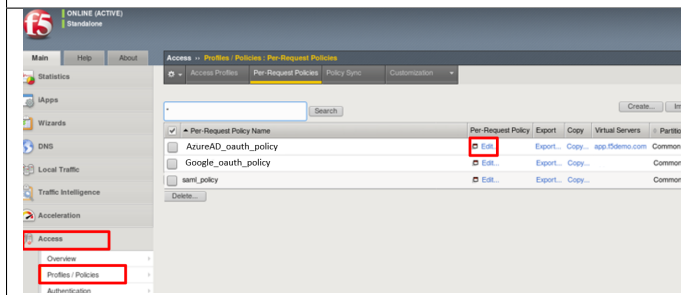 f5
ONLINE (ACTIVE)
Standalone
Main Help About
Access ›› Profiles / Policies : Per-Request Policies
Statistics
Access Profiles Per-Request Policies Policy Sync Customization
iApps
* Search Create... Im
Wizards
Per-Request Policy Name Per-Request Policy Export Copy Virtual Servers Partitio
DNS
AzureAD_oauth_policy Edit... Export... Copy... app.f5demo.com Common
Google_oauth_policy Edit... Export... Copy... Common
Local Traffic
saml_policy Edit... Export... Copy... Common
Traffic Intelligence
Delete...
Acceleration
Access
Overview
Profiles / Policies
Authentication